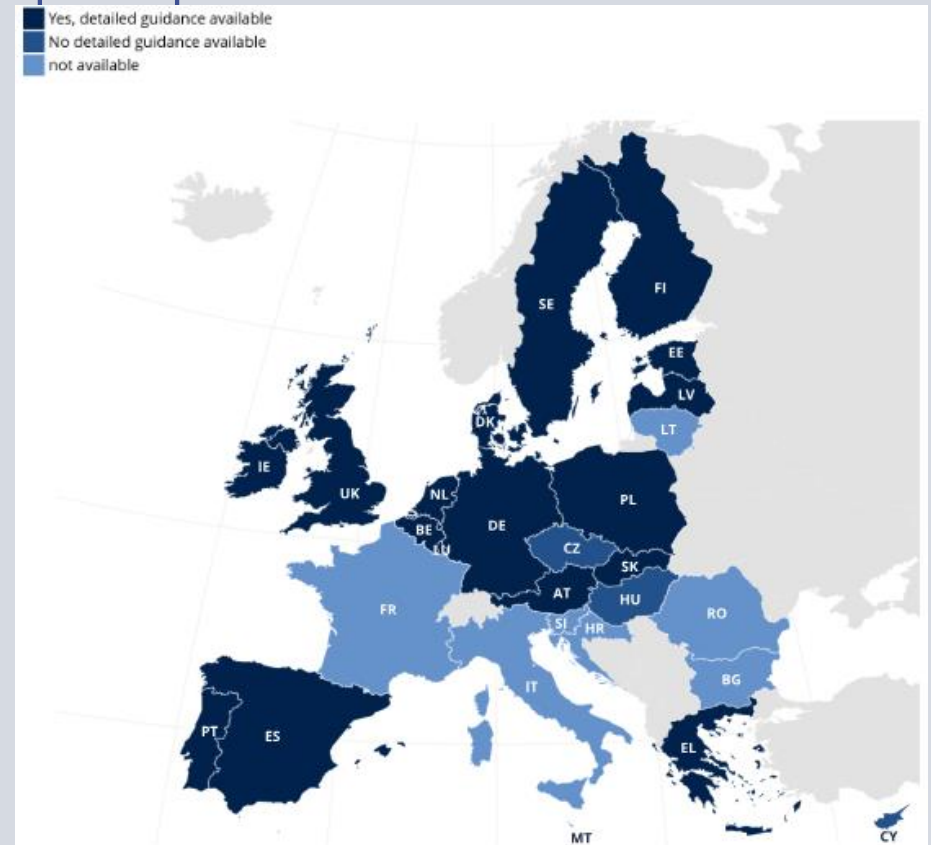 Yes, detailed guidance available
No detailed guidance available
not available
SE
FI
EE
LV
LT
DK
IE
UK
NL
BE
LU
DE
PL
CZ
SK
AT
HU
FR
SI
HR
RO
IT
BG
PT
ES
EL
MT
CY